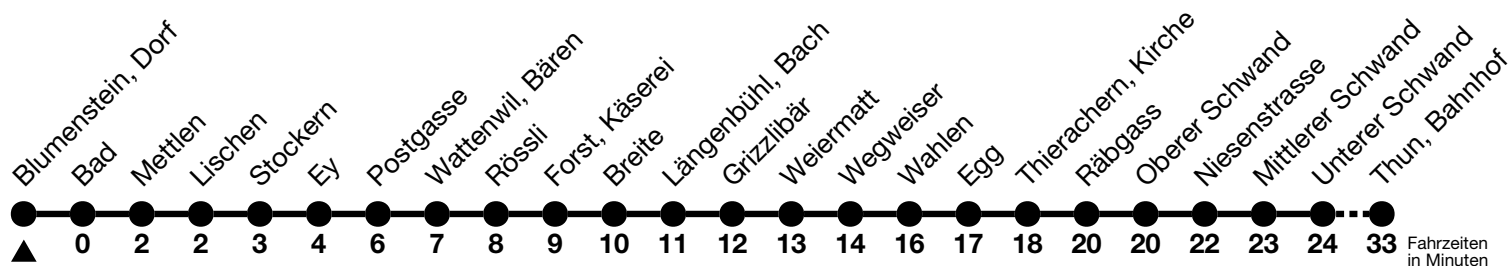 Blumenstein, Dorf
Bad
Mettlen
Lischen
Stockern
Ey
Postgasse
Wattenwil, Bären
Rössli
Forst, Käserei
Breite
Längenbühl, Bach
Grizzlibär
Weiermatt
Wegweiser
Wahlen
Egg
Thierachern, Kirche
Räbgass
Oberer Schwand
Niesenstrasse
Mittlerer Schwand
Unterer Schwand
Thun, Bahnhof
0 2 2 3 4 6 7 8 9 10 11 12 13 14 16 17 18 20 20 22 23 24 33 Fahrzeiten
in Minuten